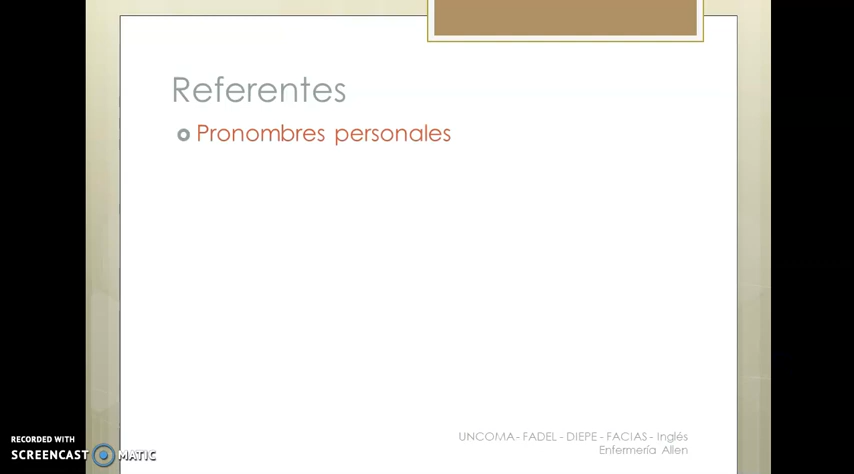 Referentes
Pronombres personales
UNCOMA - FADEL - DIEPE - FACIAS - Inglés
Enfermería Allen
RECORDED WITH
SCREENCAST MATIC